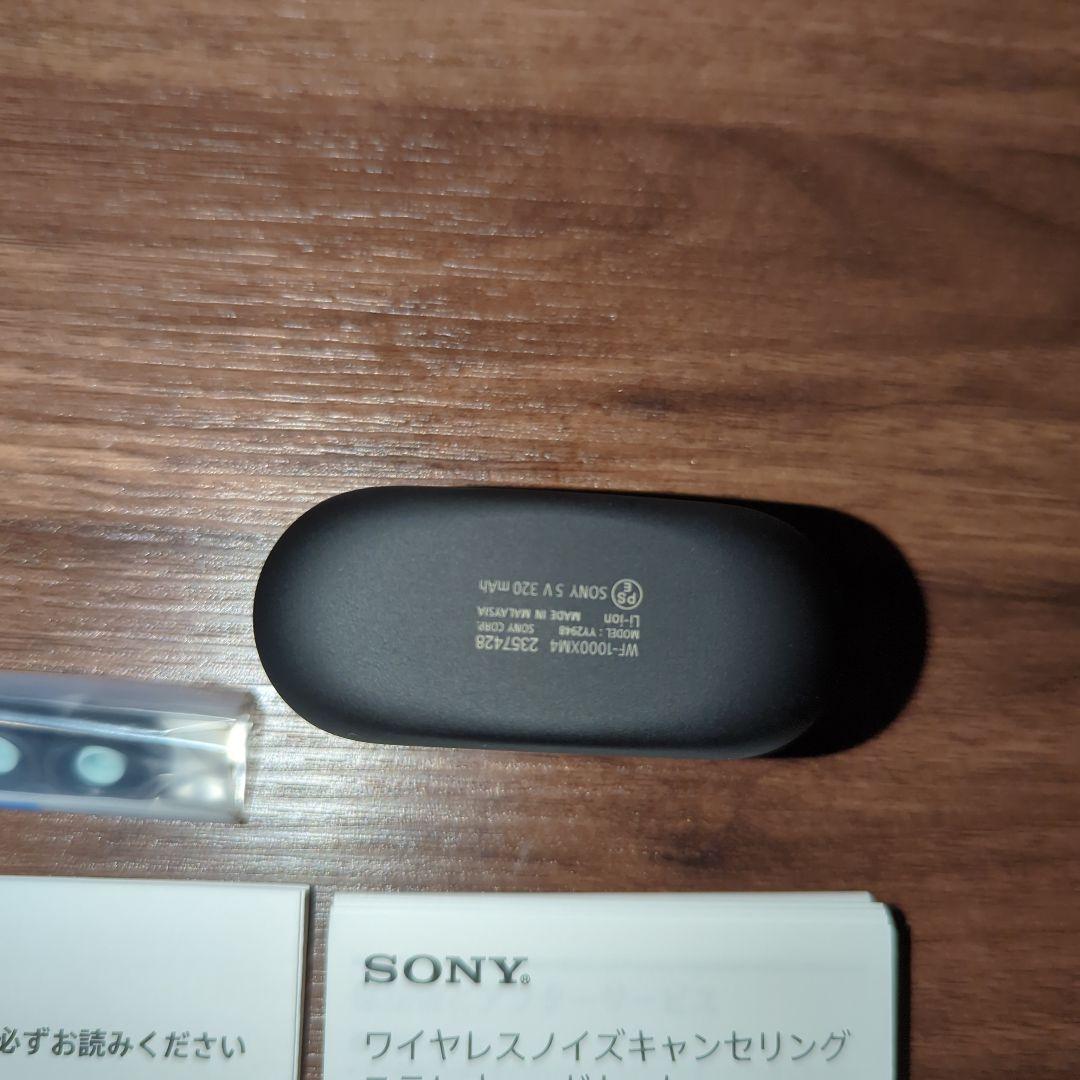 WF-1000XM4 2357428
MODEL : YY2948 SONY CORP.
Li-ion MADE IN MALAYSIA
PS
E
SONY 5 V 320 mAh
必ずお読みください
SONY®
ワイヤレスノイズキャンセリング